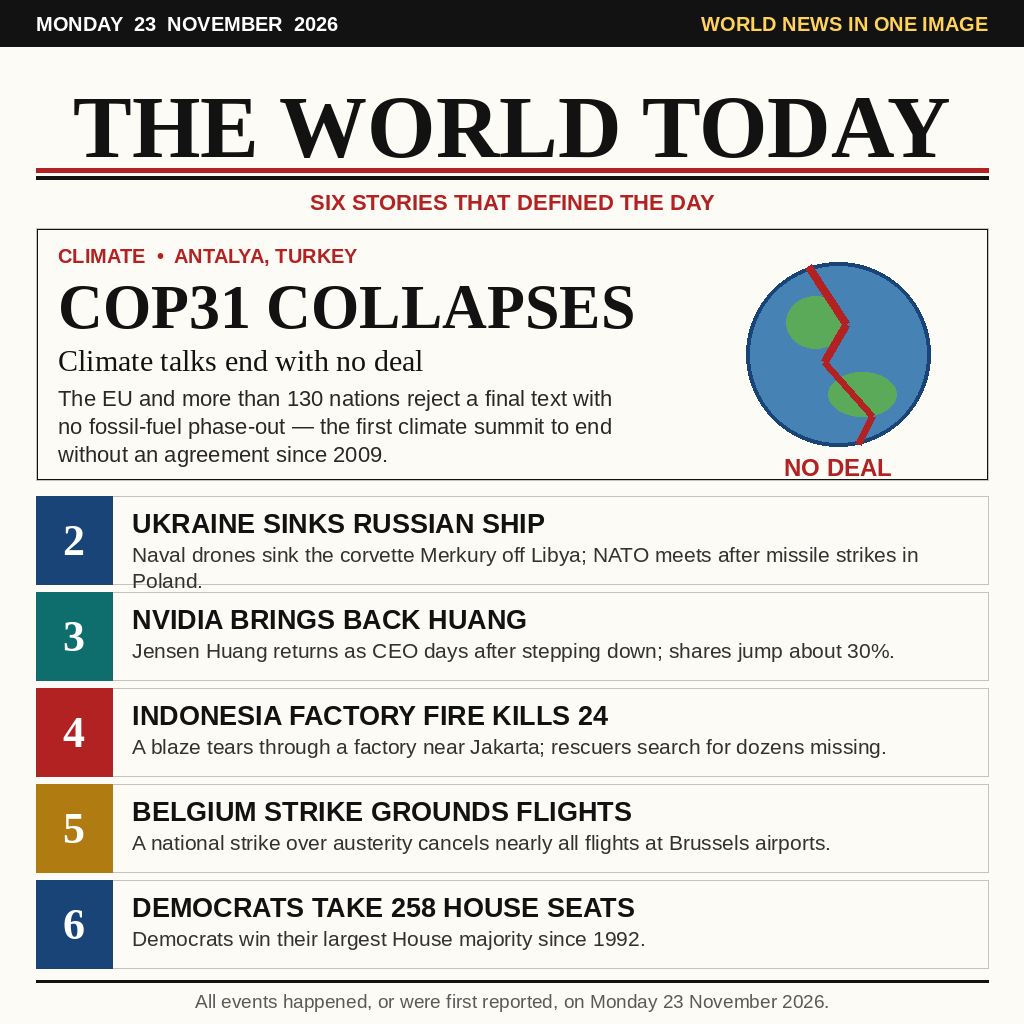 MONDAY 23 NOVEMBER 2026
WORLD NEWS IN ONE IMAGE
THE WORLD TODAY
SIX STORIES THAT DEFINED THE DAY
CLIMATE • ANTALYA, TURKEY
COP31 COLLAPSES
Climate talks end with no deal
The EU and more than 130 nations reject a final text with
no fossil-fuel phase-out — the first climate summit to end
without an agreement since 2009.
NO DEAL
2
UKRAINE SINKS RUSSIAN SHIP
Naval drones sink the corvette Merkury off Libya; NATO meets after missile strikes in
Poland.
3
NVIDIA BRINGS BACK HUANG
Jensen Huang returns as CEO days after stepping down; shares jump about 30%.
4
INDONESIA FACTORY FIRE KILLS 24
A blaze tears through a factory near Jakarta; rescuers search for dozens missing.
5
BELGIUM STRIKE GROUNDS FLIGHTS
A national strike over austerity cancels nearly all flights at Brussels airports.
6
DEMOCRATS TAKE 258 HOUSE SEATS
Democrats win their largest House majority since 1992.
All events happened, or were first reported, on Monday 23 November 2026.